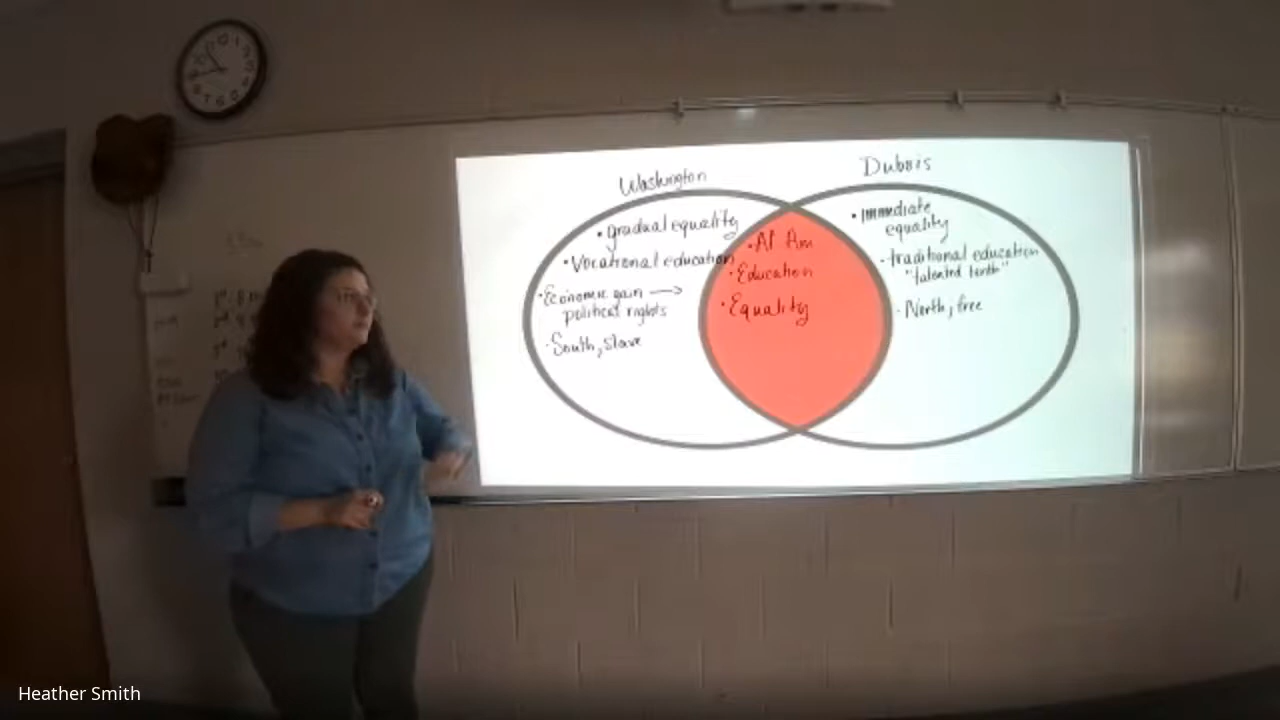 Washington
• gradual equality
• Vocational education
• Economic gain →
political rights
• South, slave
• Af Am
• Education
• Equality
Dubois
• immediate
equality
• traditional education
"talented tenth"
• North, free
Heather Smith